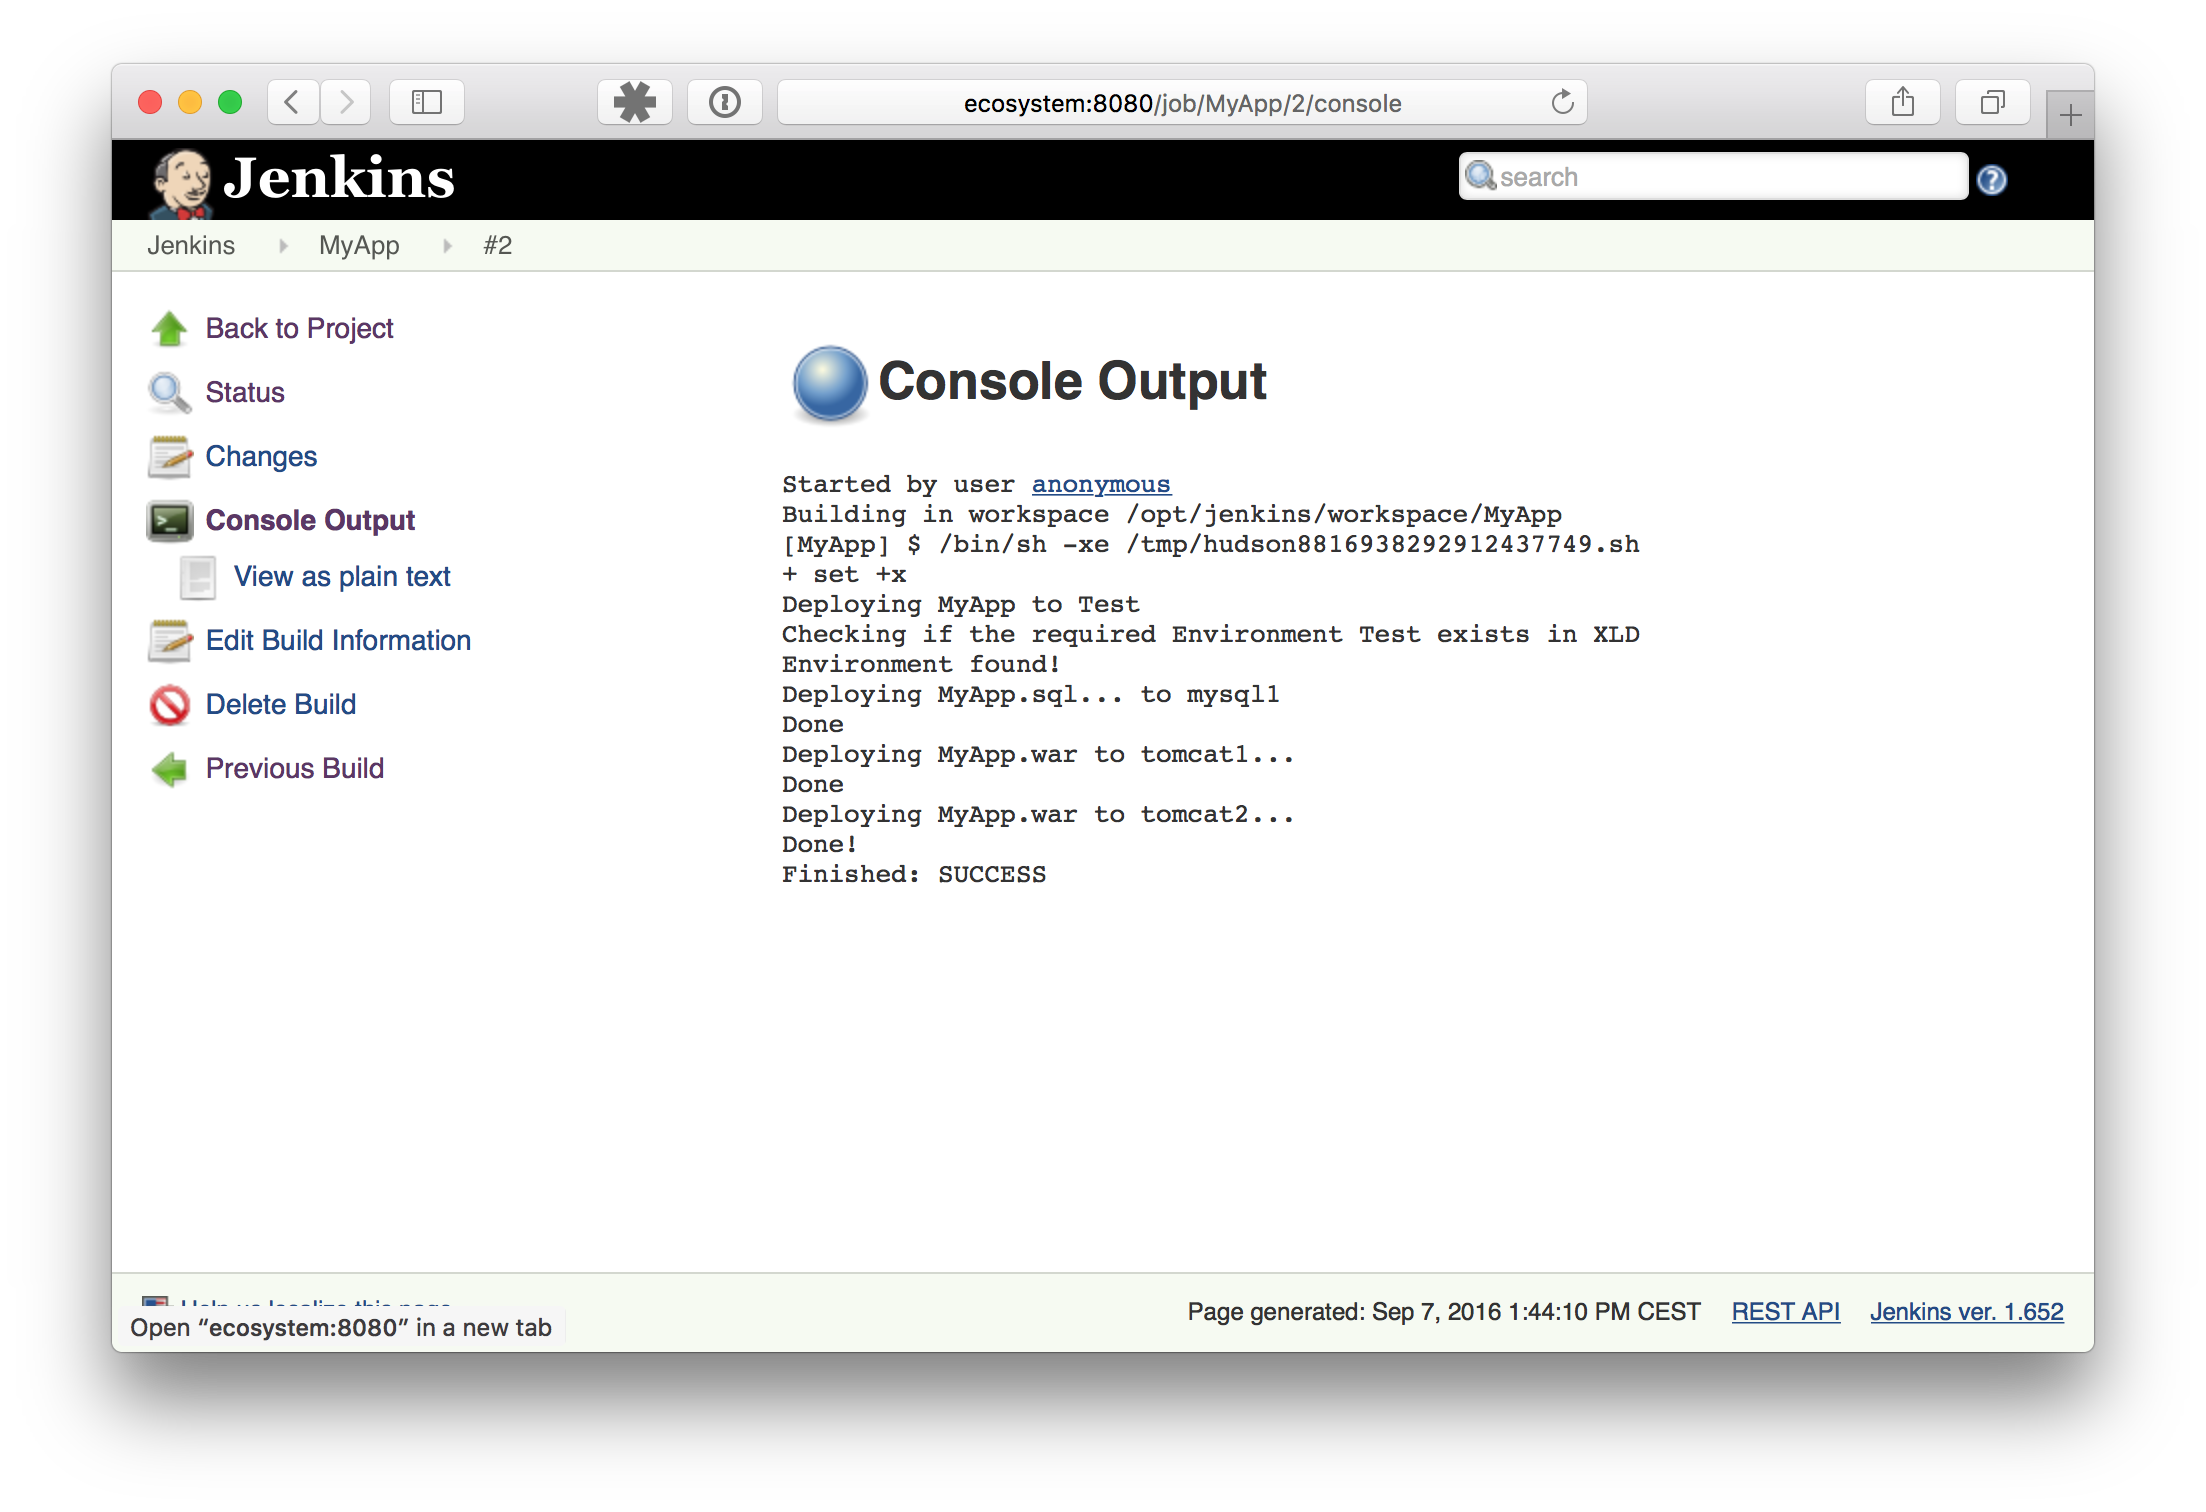 ecosystem:8080/job/MyApp/2/console
Jenkins
search
Jenkins MyApp #2
Back to Project
Status
Changes
Console Output
View as plain text
Edit Build Information
Delete Build
Previous Build
Console Output
Started by user anonymous
Building in workspace /opt/jenkins/workspace/MyApp
[MyApp] $ /bin/sh -xe /tmp/hudson8816938292912437749.sh
+ set +x
Deploying MyApp to Test
Checking if the required Environment Test exists in XLD
Environment found!
Deploying MyApp.sql... to mysql1
Done
Deploying MyApp.war to tomcat1...
Done
Deploying MyApp.war to tomcat2...
Done!
Finished: SUCCESS
Help us localize this page
Open “ecosystem:8080” in a new tab
Page generated: Sep 7, 2016 1:44:10 PM CEST REST API Jenkins ver. 1.652